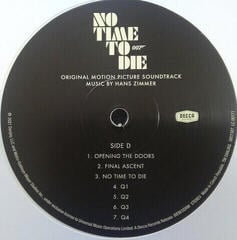 NO
TIME
TO 007
DIE
ORIGINAL MOTION PICTURE SOUNDTRACK
MUSIC BY HANS ZIMMER
DECCA
SIDE D
1. OPENING THE DOORS
2. FINAL ASCENT
3. NO TIME TO DIE
4. Q1
5. Q2
6. Q3
7. Q4